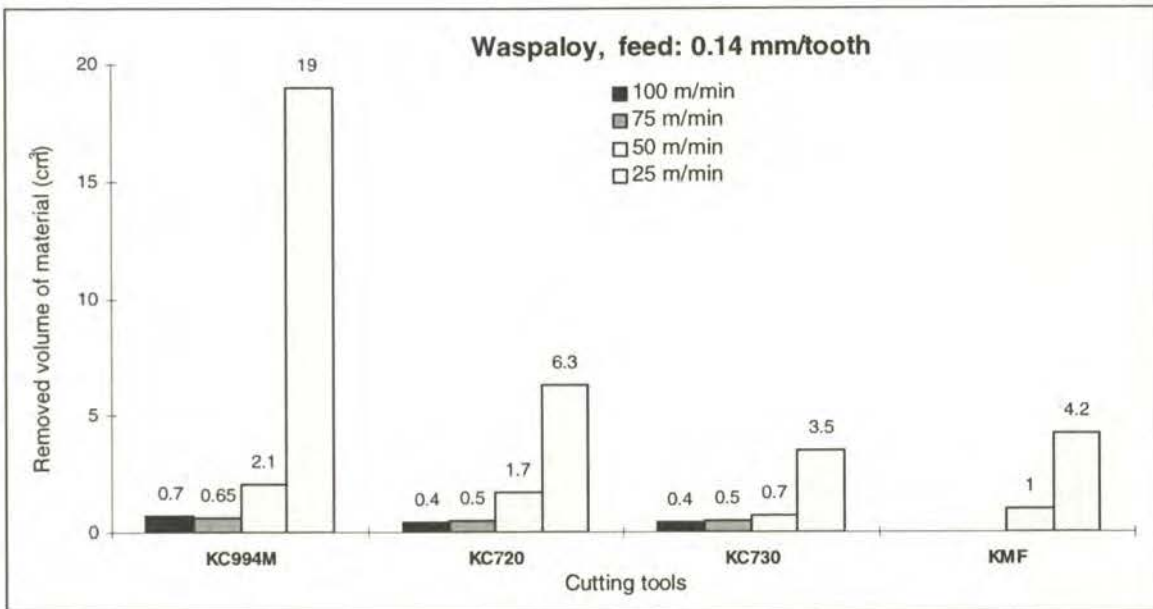 Waspaloy, feed: 0.14 mm/tooth
100 m/min
75 m/min
50 m/min
25 m/min
Removed volume of material (cm³)
20
15
10
5
0
0.7
0.65
2.1
19
0.4
0.5
1.7
6.3
0.4
0.5
0.7
3.5
1
4.2
KC994M
KC720
KC730
KMF
Cutting tools